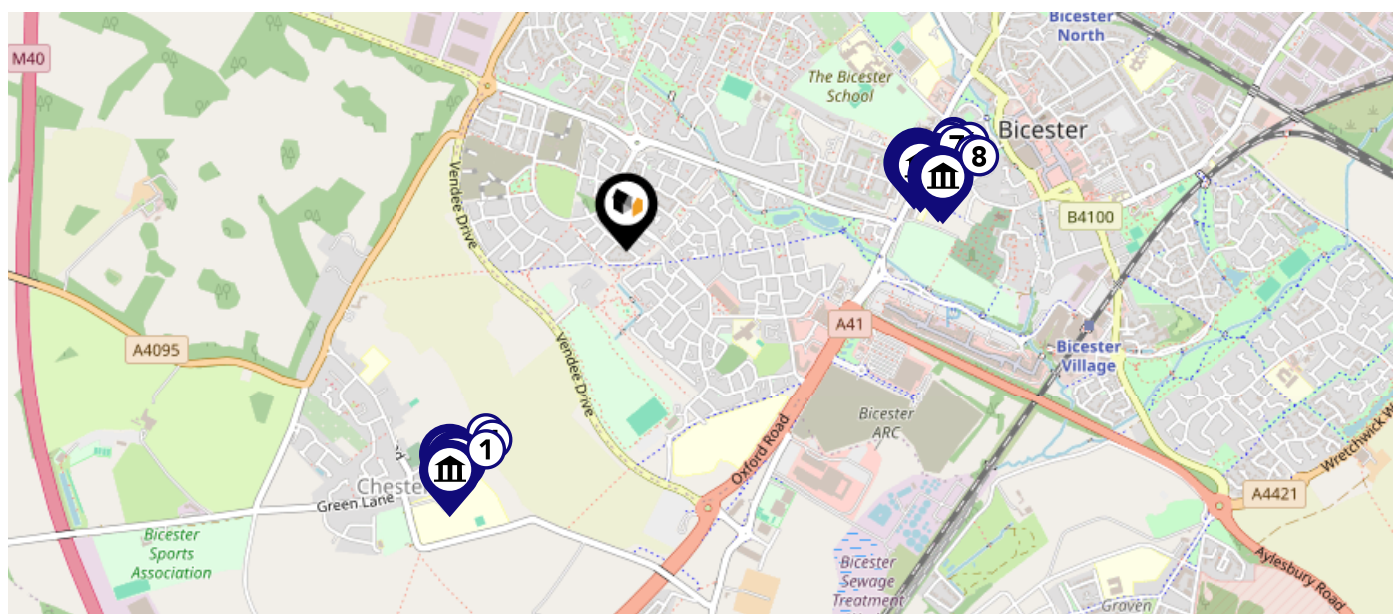 Bicester
North
M40
The Bicester
School
Bicester
7
8
Vendee Drive
B4100
A41
A4095
Bicester
Village
Vendee Drive
Bicester
ARC
Oxford Road
1
Chester
Green Lane
A4421
Bicester
Sports
Association
Bicester
Sewage
Treatment
Aylesbury Road
Graven